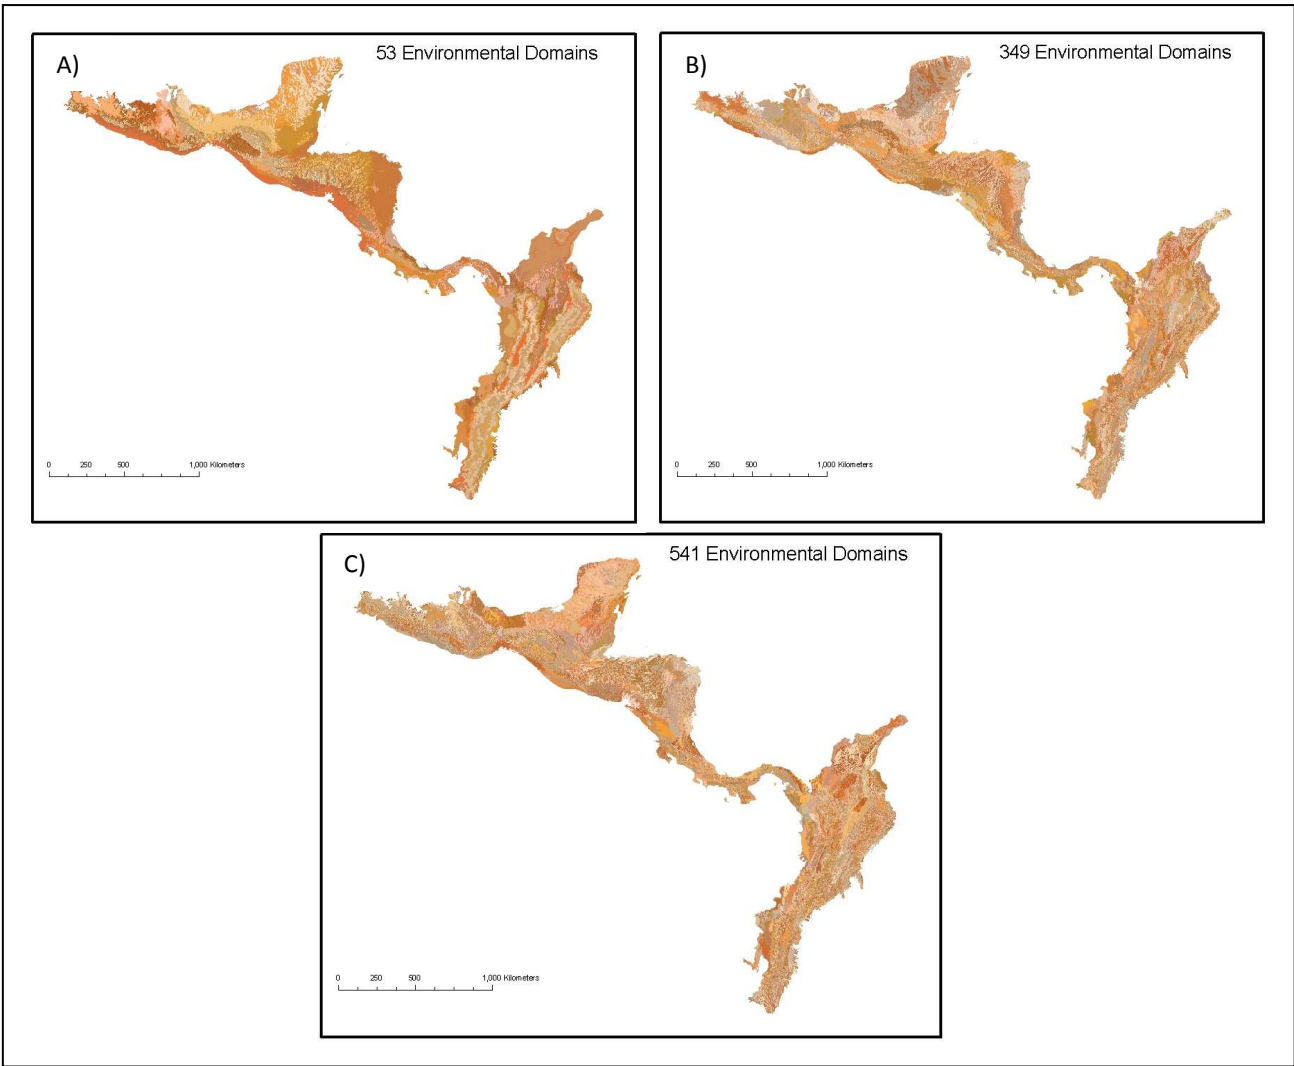 A)
53 Environmental Domains
0 250 500 1,000 Kilometers
B)
349 Environmental Domains
0 250 500 1,000 Kilometers
C)
541 Environmental Domains
0 250 500 1,000 Kilometers